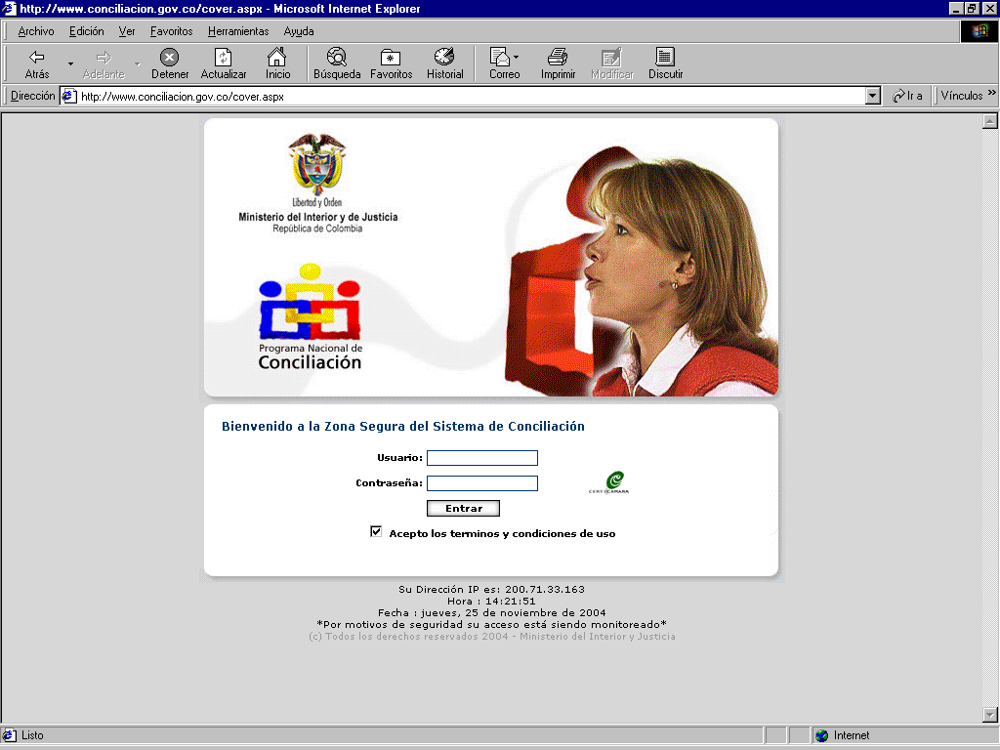 http://www.conciliacion.gov.co/cover.aspx - Microsoft Internet Explorer
Archivo Edición Ver Favoritos Herramientas Ayuda
Atrás Adelante Detener Actualizar Inicio Búsqueda Favoritos Historial Correo Imprimir Modificar Discutir
Dirección http://www.conciliacion.gov.co/cover.aspx Ir a Vínculos »
Libertad y Orden
Ministerio del Interior y de Justicia
República de Colombia
Programa Nacional de
Conciliación
Bienvenido a la Zona Segura del Sistema de Conciliación
Usuario:
Contraseña:
CERTICAMARA
Entrar
Acepto los terminos y condiciones de uso
Su Dirección IP es: 200.71.33.163
Hora : 14:21:51
Fecha : jueves, 25 de noviembre de 2004
*Por motivos de seguridad su acceso está siendo monitoreado*
(c) Todos los derechos reservados 2004 - Ministerio del Interior y Justicia
Listo Internet